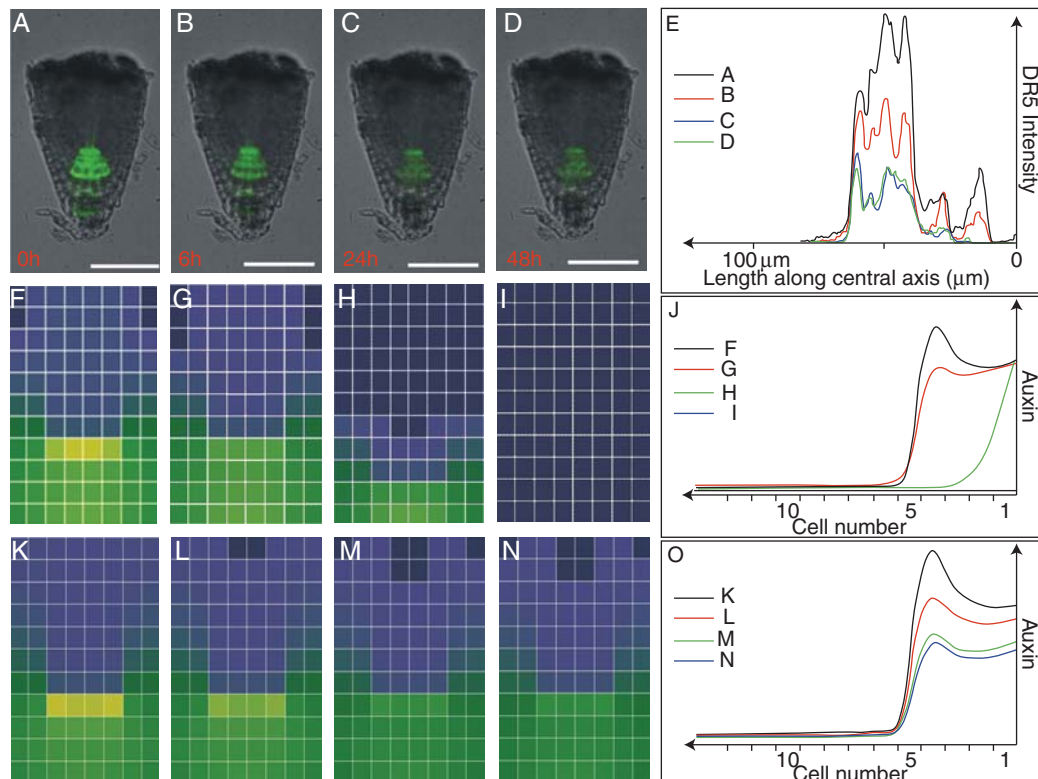 A
B
C
D
0h
6h
24h
48h
E
A
B
C
D
DR5 Intensity
100 µm
0
Length along central axis (µm)
F
G
H
I
J
F
G
H
I
Auxin
10
5
1
Cell number
K
L
M
N
O
K
L
M
N
Auxin
10
5
1
Cell number